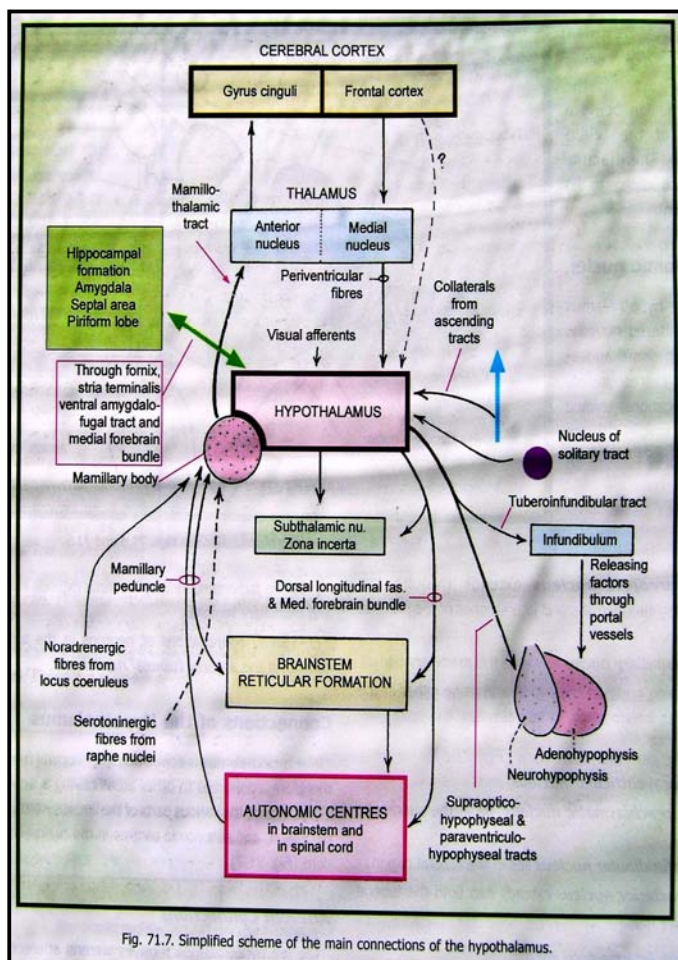 CEREBRAL CORTEX
Gyrus cinguli
Frontal cortex
?
Mamillo-
thalamic
tract
THALAMUS
Anterior
nucleus
Medial
nucleus
Hippocampal
formation
Amygdala
Septal area
Piriform lobe
Periventricular
fibres
Collaterals
from
ascending
tracts
Visual afferents
Through fornix,
stria terminalis
ventral amygdalo-
fugal tract and
medial forebrain
bundle
HYPOTHALAMUS
Mamillary body
Nucleus of
solitary tract
Tuberoinfundibular tract
Subthalamic nu.
Zona incerta
Infundibulum
Mamillary
peduncle
Dorsal longitudinal fas.
& Med. forebrain bundle
Releasing
factors
through
portal
vessels
Noradrenergic
fibres from
locus coeruleus
BRAINSTEM
RETICULAR FORMATION
Serotoninergic
fibres from
raphe nuclei
Adenohypophysis
Neurohypophysis
AUTONOMIC CENTRES
in brainstem and
in spinal cord
Supraoptico-
hypophyseal &
paraventriculo-
hypophyseal tracts
Fig. 71.7. Simplified scheme of the main connections of the hypothalamus.